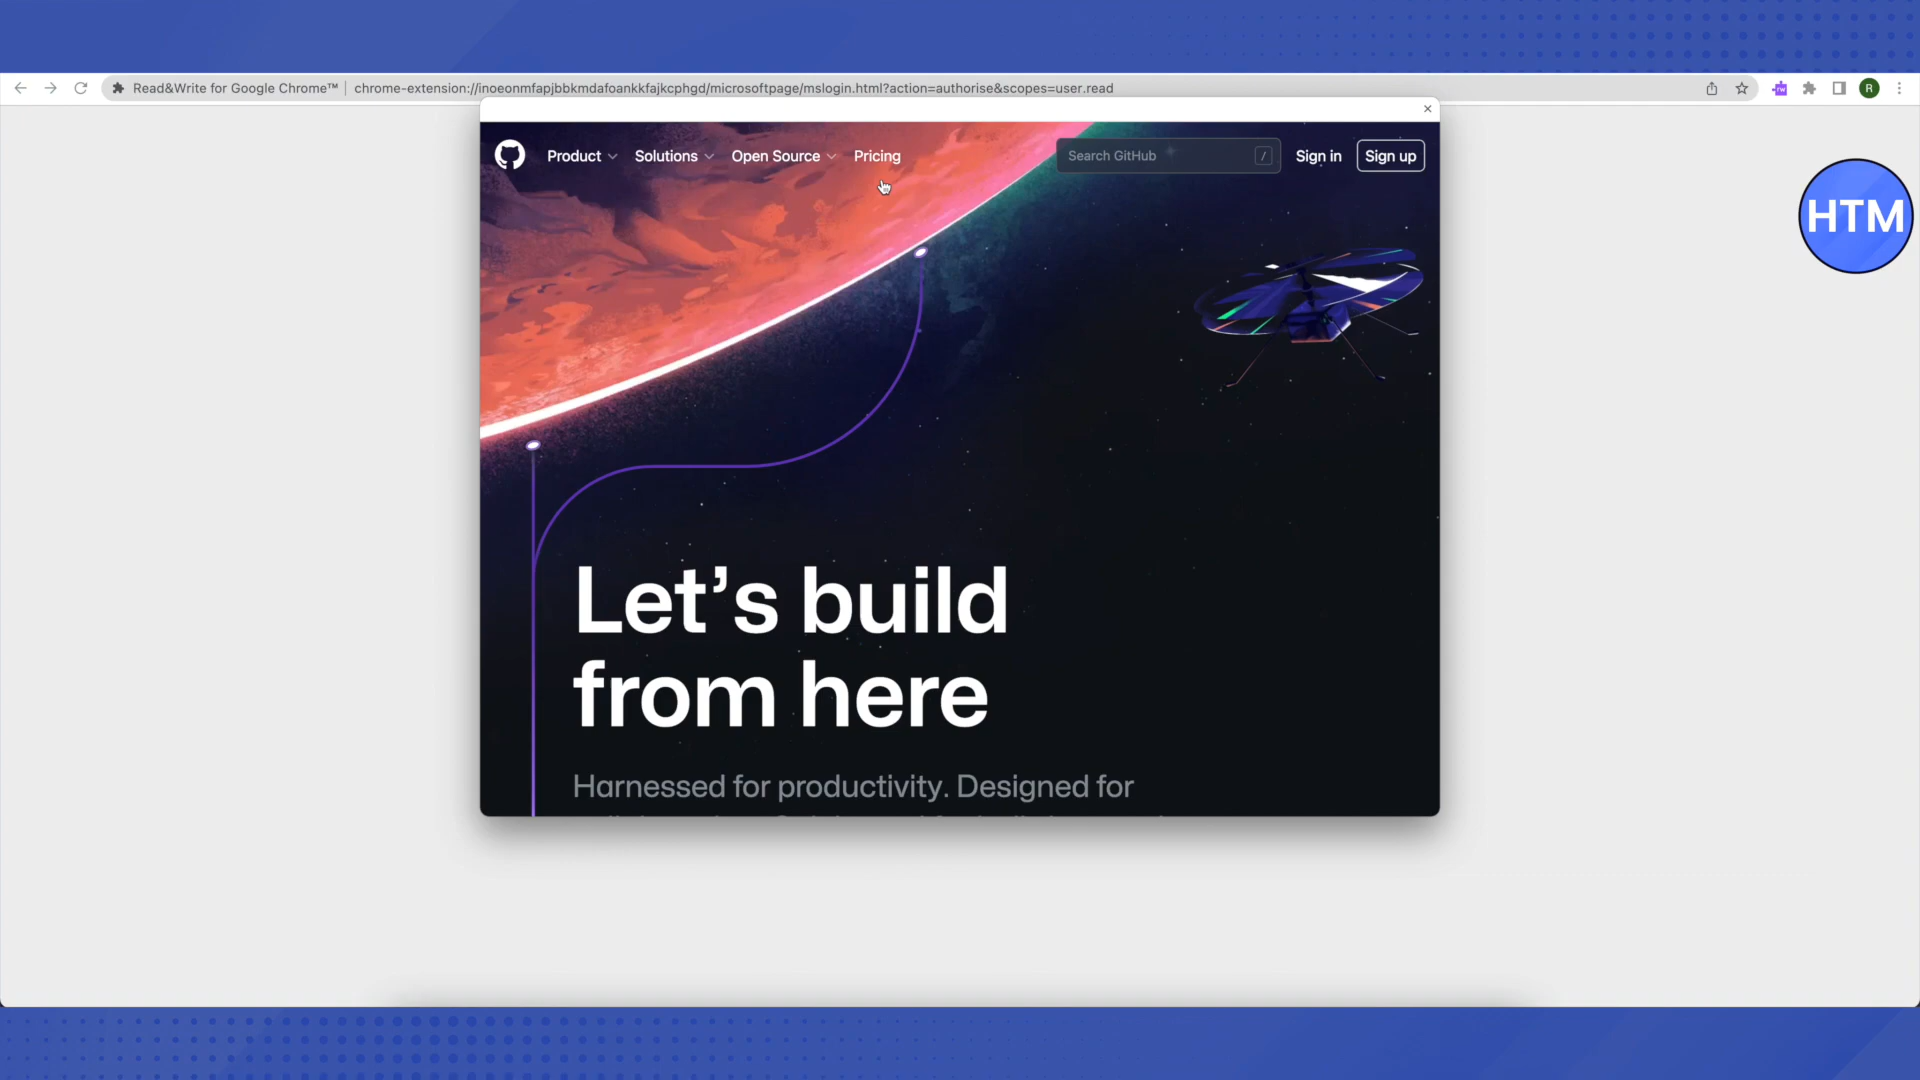 Read&Write for Google Chrome™ chrome-extension://inoeonmfapjbbkmdafoankkfajkcphgd/microsoftpage/mslogin.html?action=authorise&scopes=user.read
rw
R
Product Solutions Open Source Pricing Search GitHub / Sign in Sign up
HTM
Let's build
from here
Harnessed for productivity. Designed for